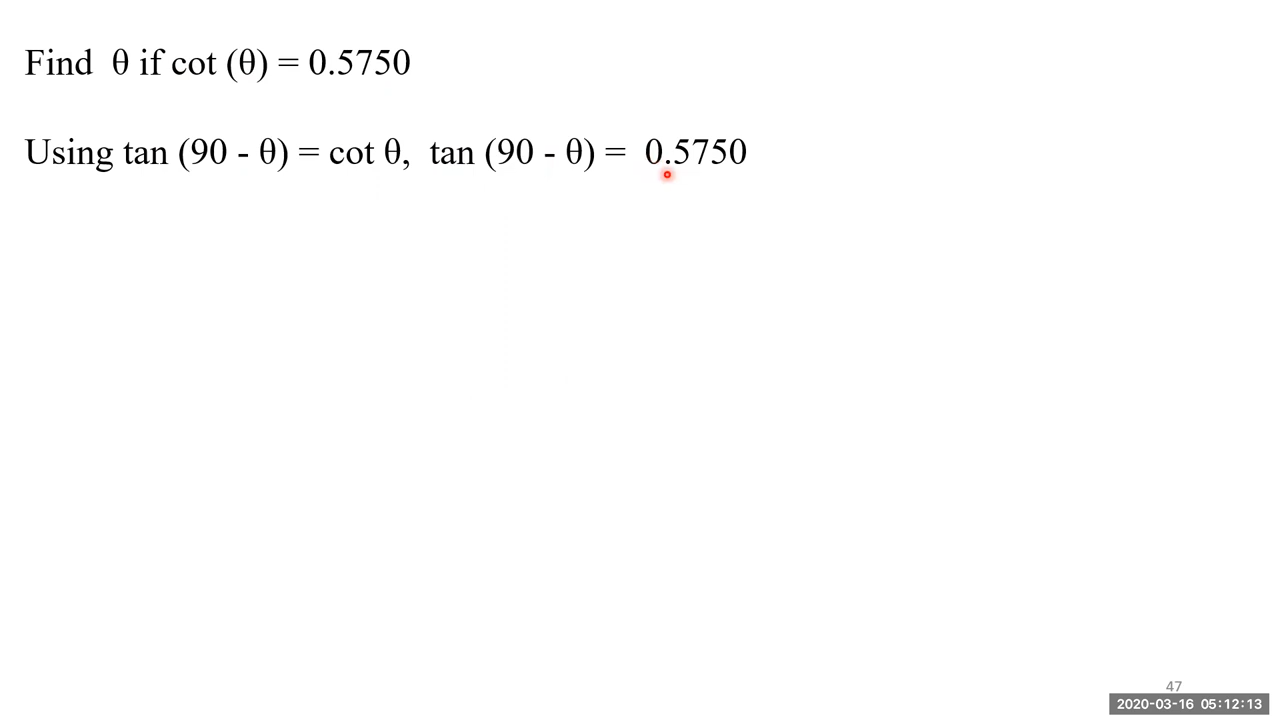 Find θ if cot (θ) = 0.5750
Using tan (90 - θ) = cot θ, tan (90 - θ) = 0.5750
47
2020-03-16 05:12:13